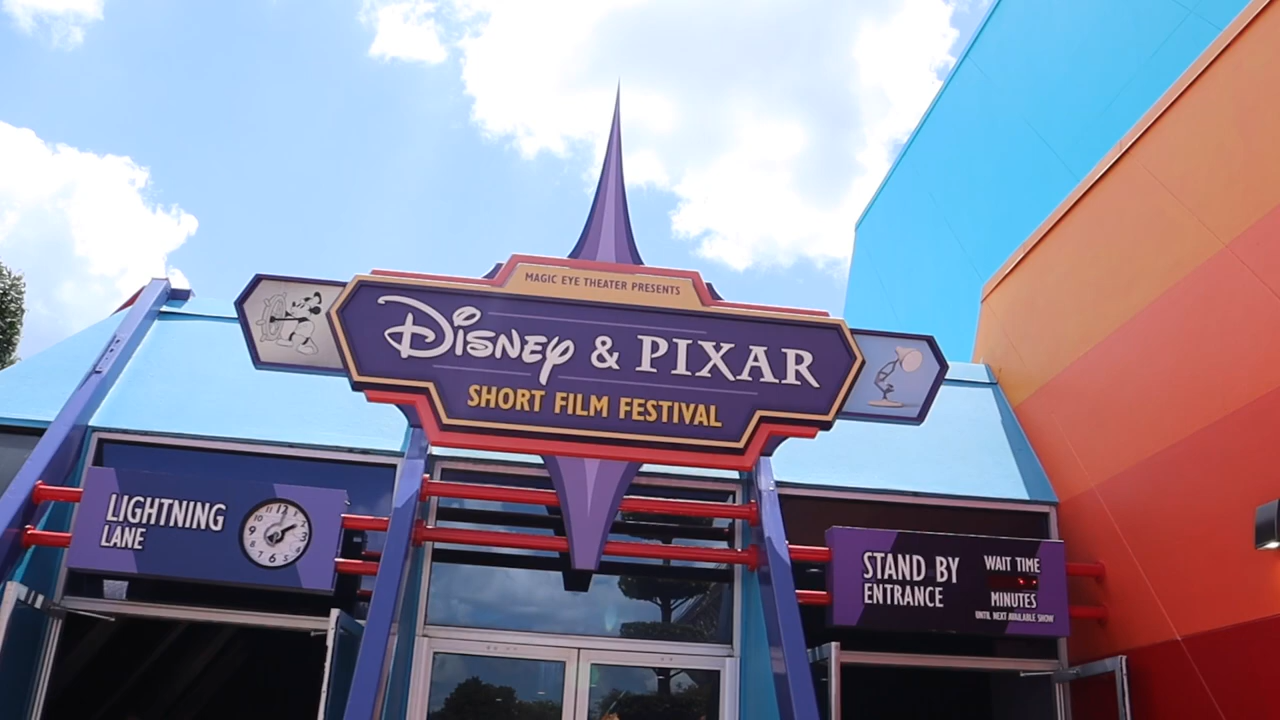 MAGIC EYE THEATER PRESENTS
Disney & PIXAR
SHORT FILM FESTIVAL
LIGHTNING
LANE
STAND BY
ENTRANCE
WAIT TIME
MINUTES
UNTIL NEXT AVAILABLE SHOW